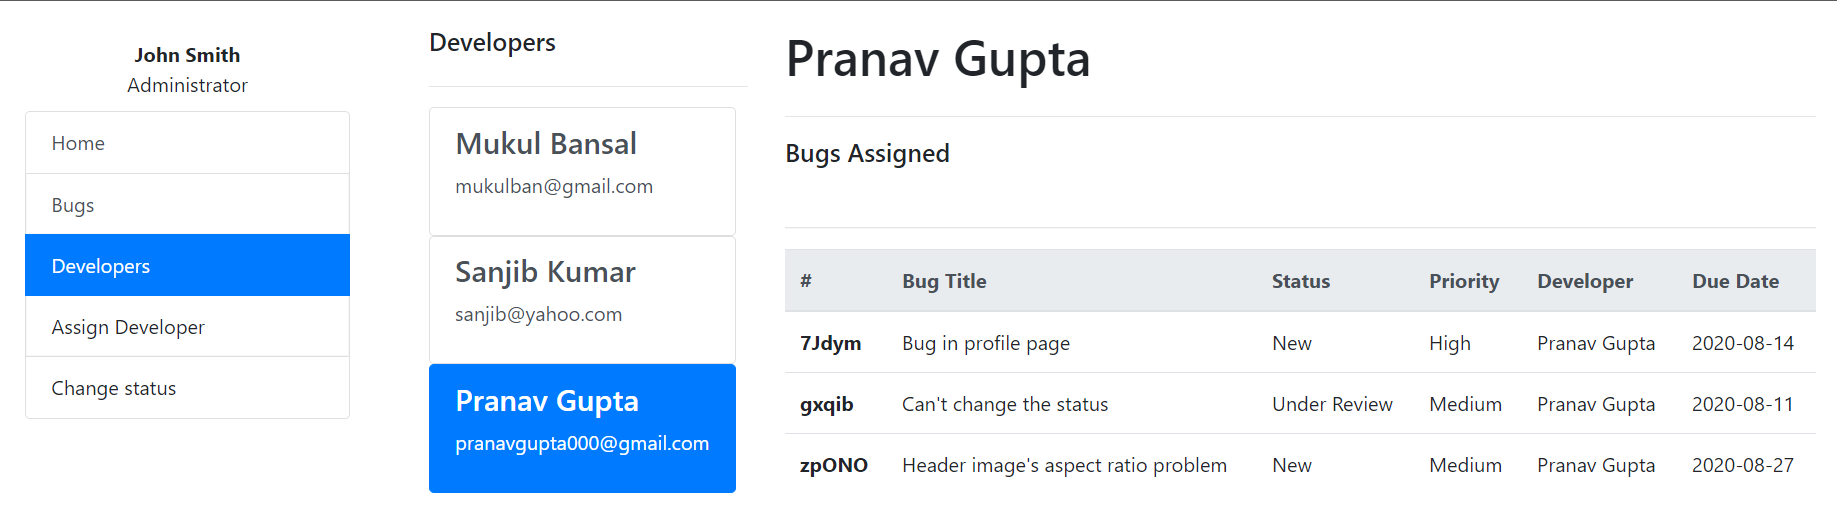 John Smith
Administrator
Home
Bugs
Developers
Assign Developer
Change status
Developers
Mukul Bansal
mukulban@gmail.com
Sanjib Kumar
sanjib@yahoo.com
Pranav Gupta
pranavgupta000@gmail.com
Pranav Gupta
Bugs Assigned
# Bug Title Status Priority Developer Due Date
7Jdym Bug in profile page New High Pranav Gupta 2020-08-14
gxqib Can't change the status Under Review Medium Pranav Gupta 2020-08-11
zpONO Header image's aspect ratio problem New Medium Pranav Gupta 2020-08-27